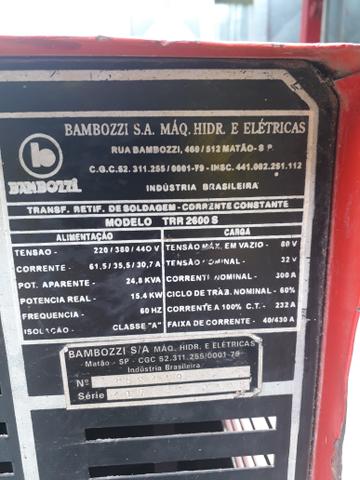 BAMBOZZI S.A. MÁQ. HIDR. E ELÉTRICAS
RUA BAMBOZZI, 460/512 MATÃO-SP
C.G.C. 52.311.255/0001-79 - INSC. 441.002.251.112
INDÚSTRIA BRASILEIRA
b
BAMBOZZI
TRANSF. RETIF. DE SOLDAGEM-CORRENTE CONSTANTE
MODELO TRR 2600 S
ALIMENTAÇÃO
TENSAO - 220/380/440 V
CORRENTE - 61,5/35,5/30,7 A
POT. APARENTE - 24,8 KVA
POTENCIA REAL - 15.4 KW
FREQUENCIA - 60 HZ
ISOLAÇÃO - CLASSE "A"
CARGA
TENSÃO MÁX. EM VAZIO - 80 V
TENSÃO NOMINAL - 32 V
CORRENTE NOMINAL - 300 A
CICLO DE TRAB. NOMINAL - 60%
CORRENTE A 100% C.T. - 232 A
FAIXA DE CORRENTE - 40/430 A
BAMBOZZI S/A MÁQ. HIDR. E ELÉTRICAS
Matão - SP - CGC 52.311.255/0001-79
Indústria Brasileira
Nº
Série